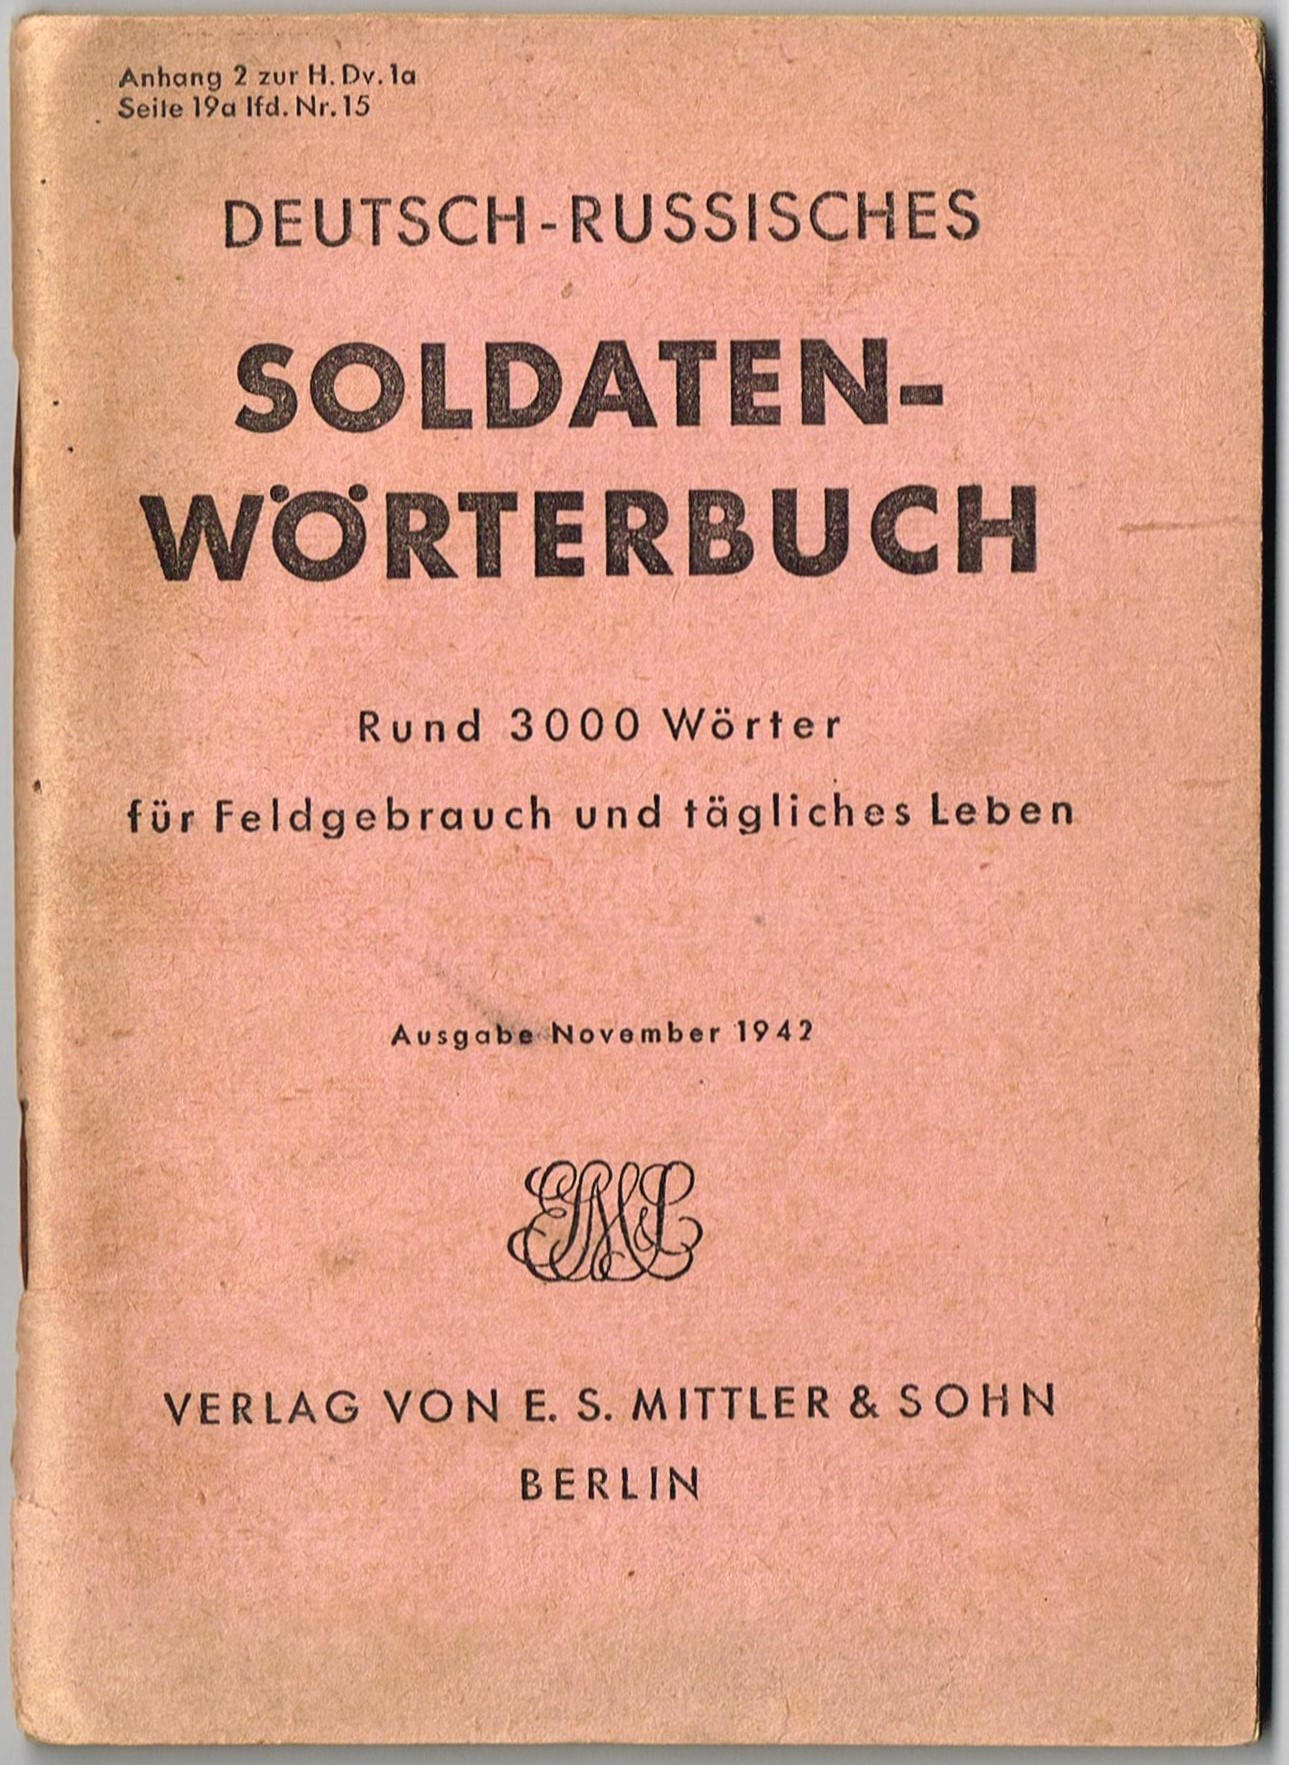 Anhang 2 zur H. Dv. 1a
Seite 19a lfd. Nr. 15
DEUTSCH-RUSSISCHES
SOLDATEN-
WÖRTERBUCH
Rund 3000 Wörter
für Feldgebrauch und tägliches Leben
Ausgabe November 1942
VERLAG VON E. S. MITTLER & SOHN
BERLIN